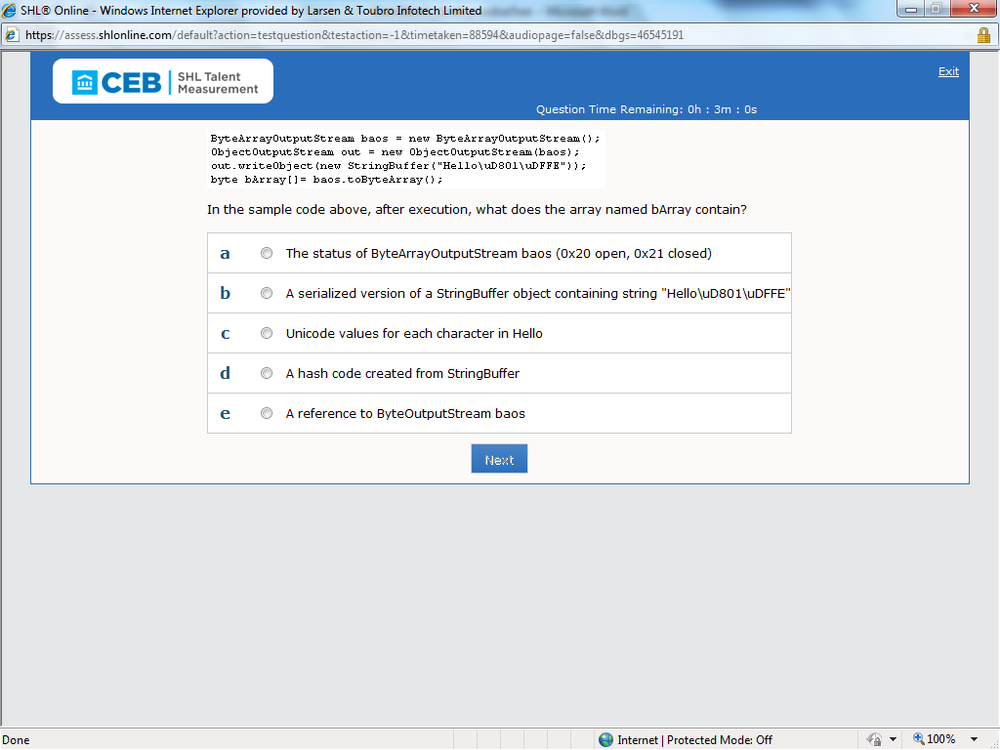 SHL® Online - Windows Internet Explorer provided by Larsen & Toubro Infotech Limited
https://assess.shlonline.com/default?action=testquestion&testaction=-1&timetaken=88594&audiopage=false&dbgs=46545191
CEB SHL Talent
Measurement
Exit
Question Time Remaining: 0h : 3m : 0s
ByteArrayOutputStream baos = new ByteArrayOutputStream();
ObjectOutputStream out = new ObjectOutputStream(baos);
out.writeObject(new StringBuffer("Hello\uD801\uDFFE"));
byte bArray[]= baos.toByteArray();
In the sample code above, after execution, what does the array named bArray contain?
a The status of ByteArrayOutputStream baos (0x20 open, 0x21 closed)
b A serialized version of a StringBuffer object containing string "Hello\uD801\uDFFE"
c Unicode values for each character in Hello
d A hash code created from StringBuffer
e A reference to ByteOutputStream baos
Next
Done
Internet | Protected Mode: Off
100%